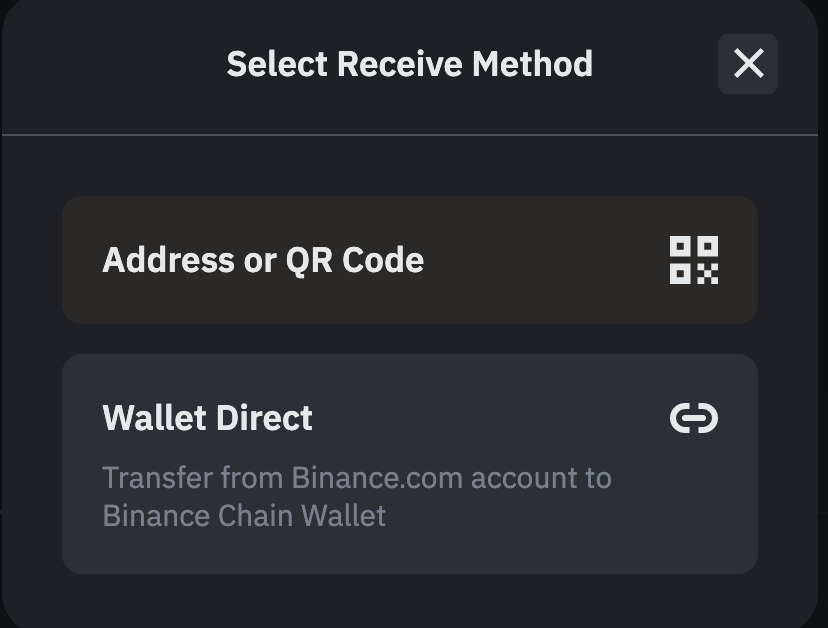 Select Receive Method
Address or QR Code
Wallet Direct
Transfer from Binance.com account to
Binance Chain Wallet